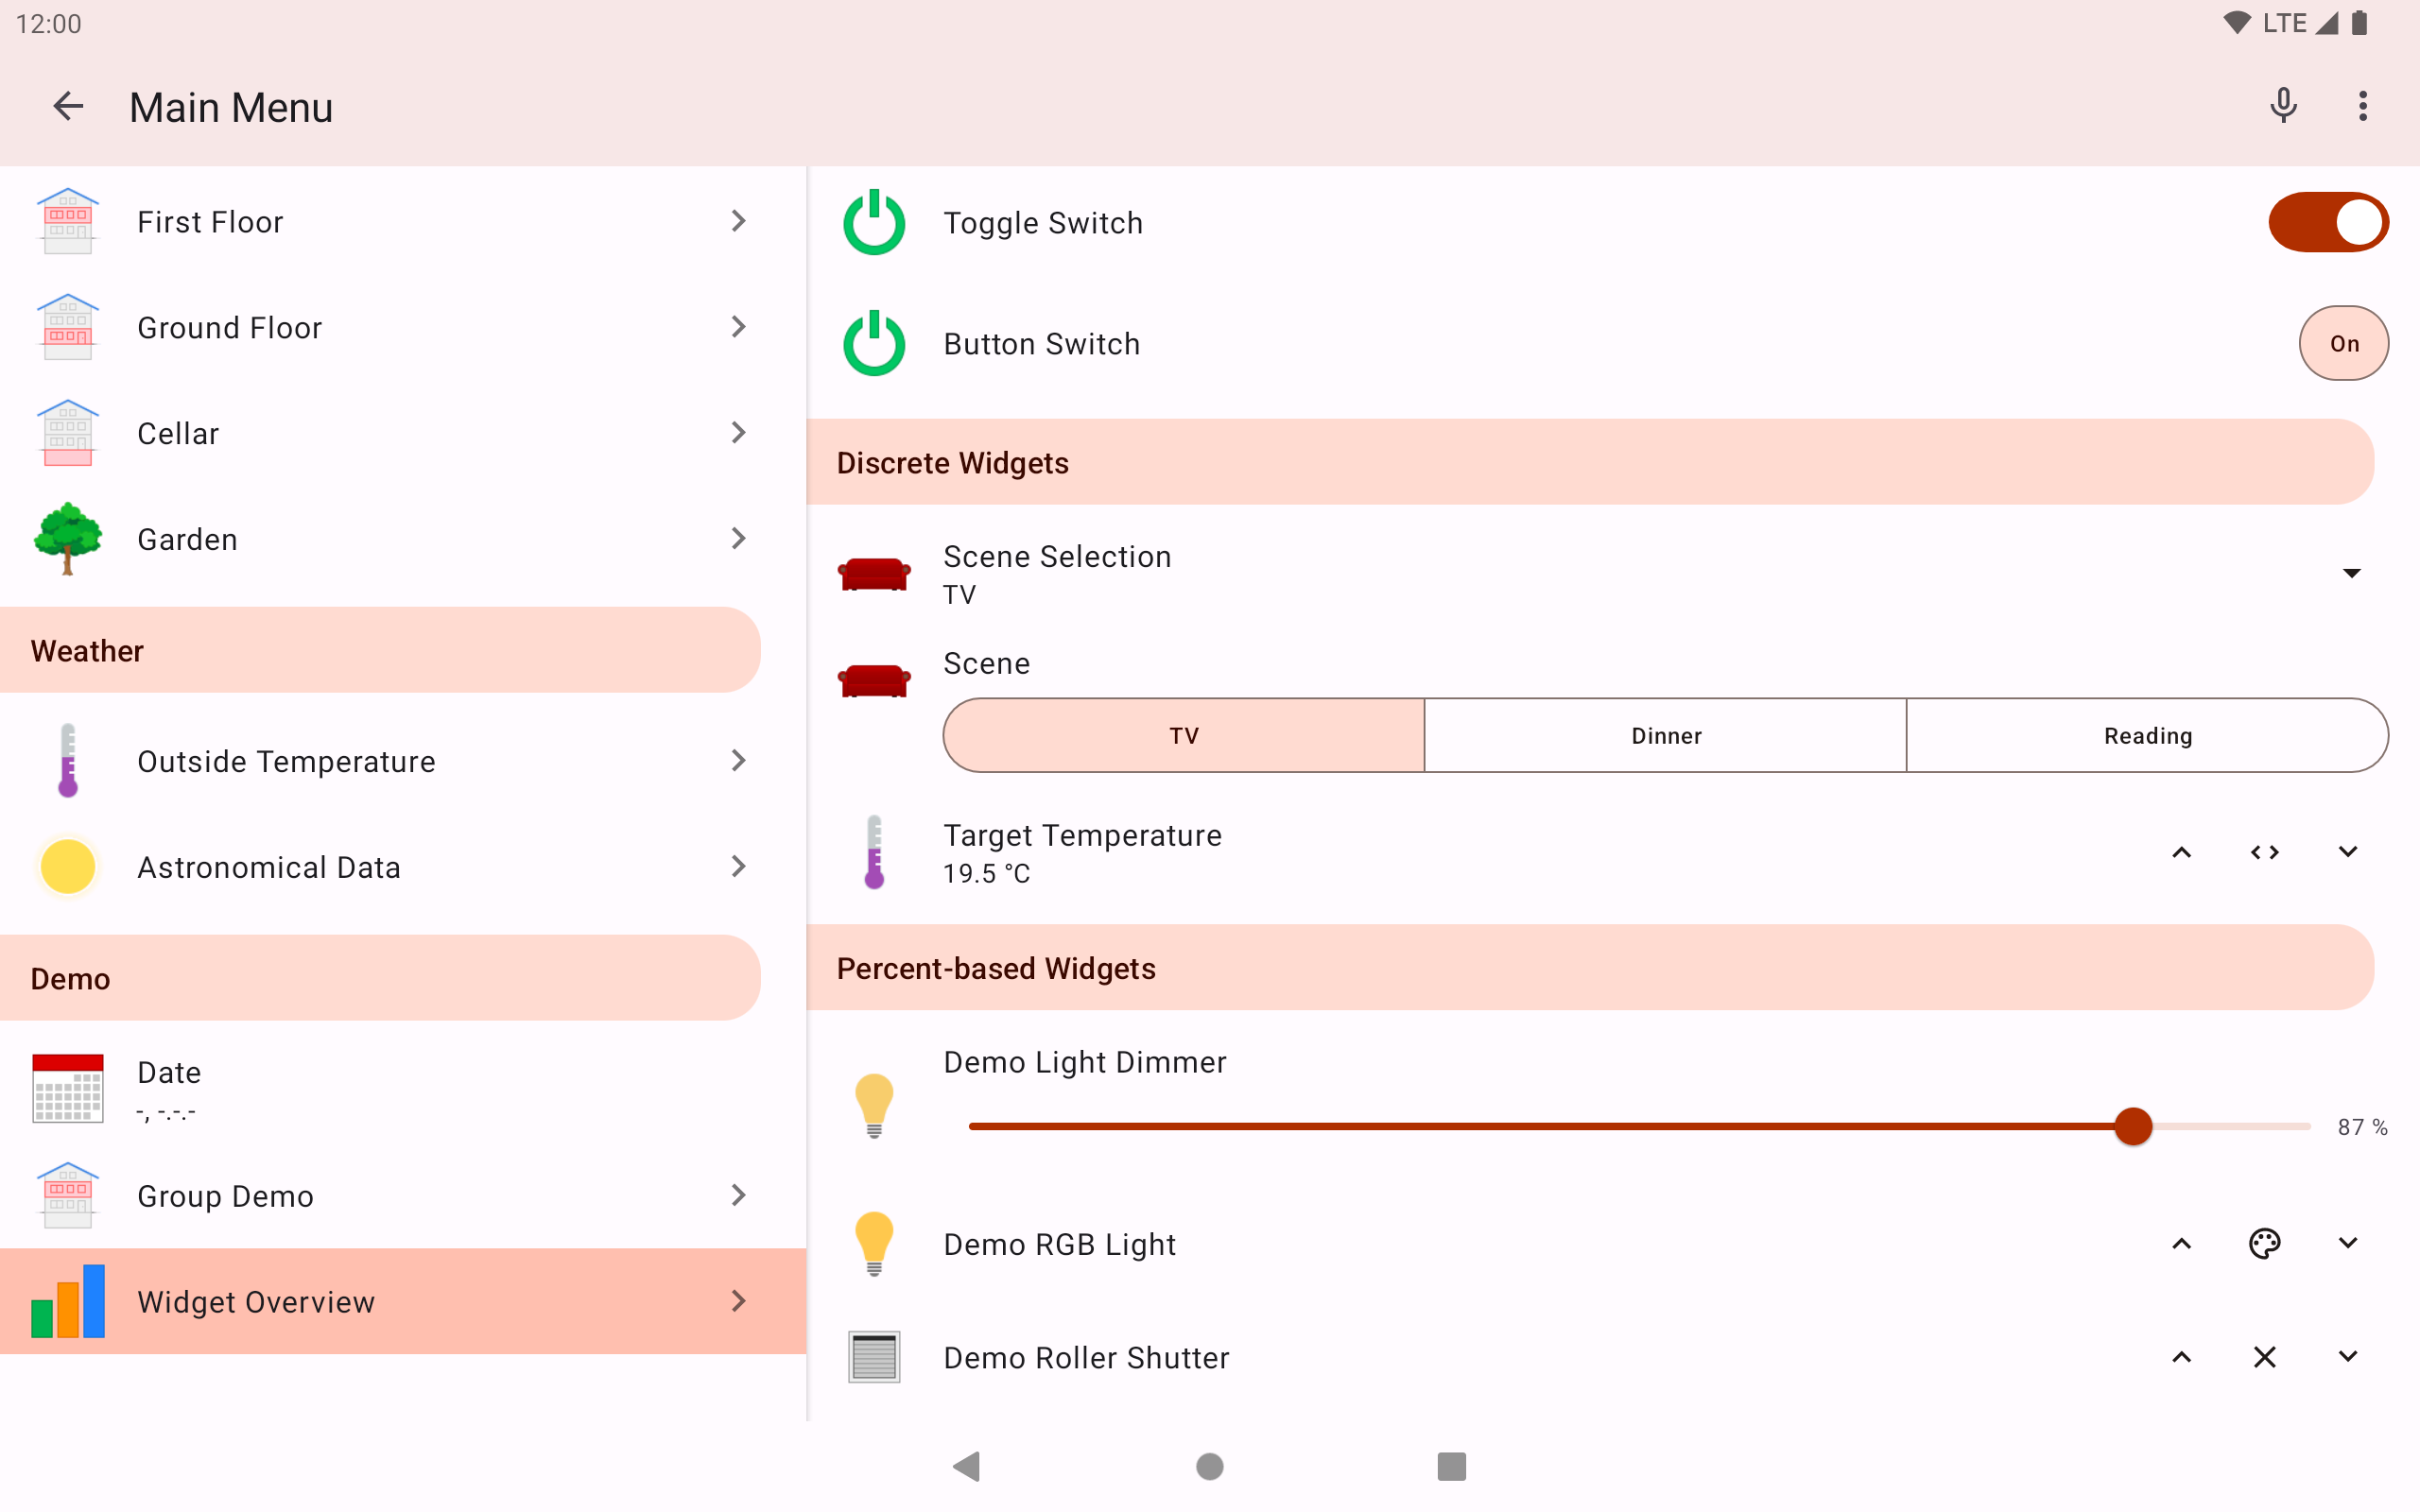 12:00
LTE
Main Menu
First Floor
Ground Floor
Cellar
Garden
Weather
Outside Temperature
Astronomical Data
Demo
Date
-, -.-.-
Group Demo
Widget Overview
Toggle Switch
Button Switch
On
Discrete Widgets
Scene Selection
TV
Scene
TV
Dinner
Reading
Target Temperature
19.5 °C
Percent-based Widgets
Demo Light Dimmer
87 %
Demo RGB Light
Demo Roller Shutter